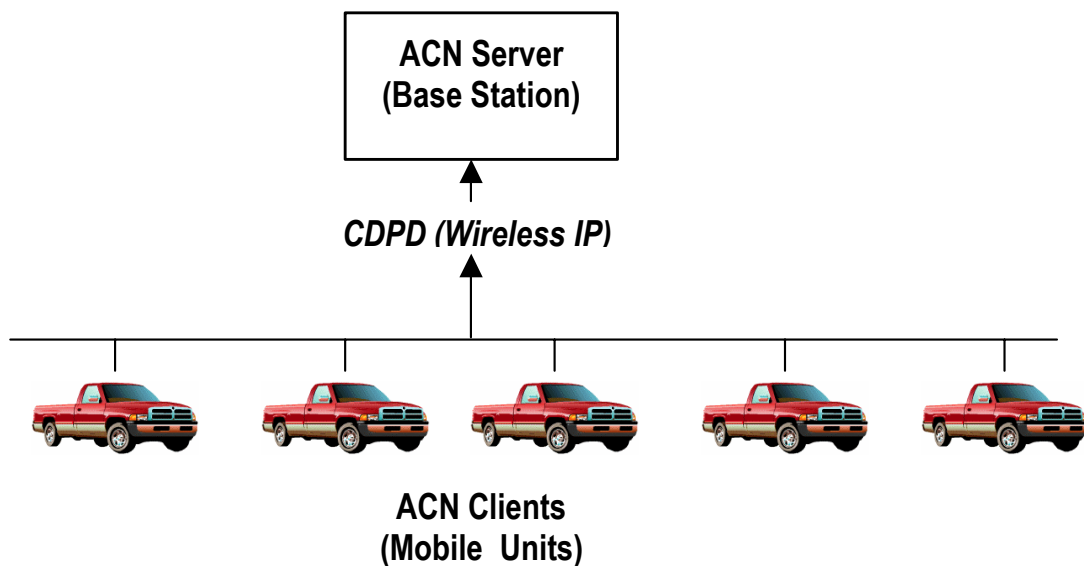 ACN Server
(Base Station)
CDPD (Wireless IP)
ACN Clients
(Mobile Units)